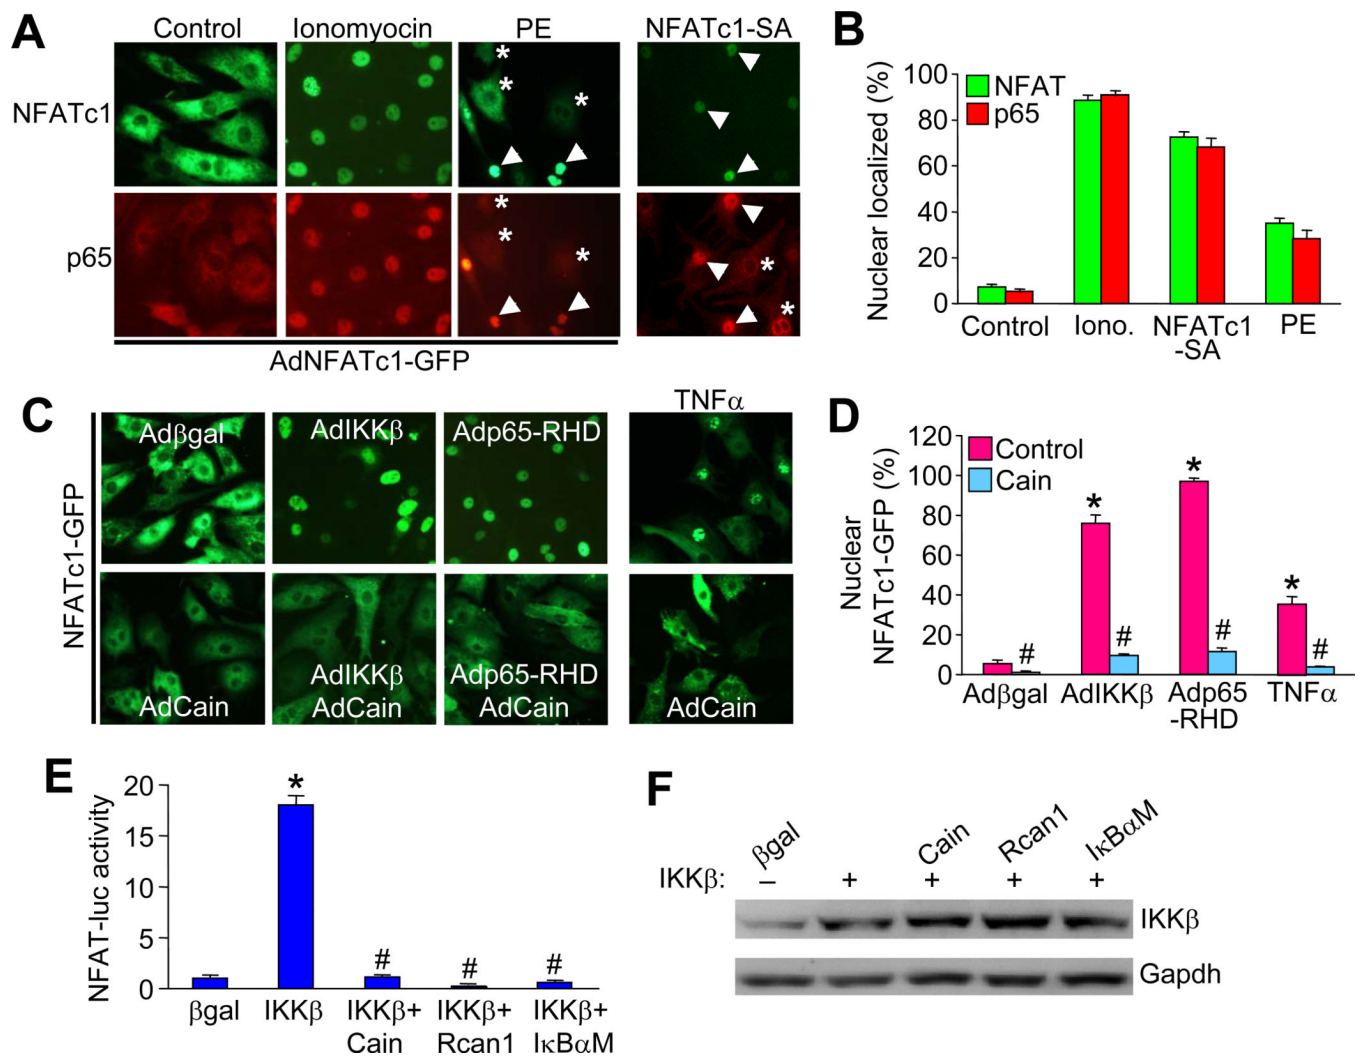 A
Control Ionomyocin PE NFATc1-SA
NFATc1
* * *
p65
* * * * *
AdNFATc1-GFP
B
Nuclear localized (%)
100
80
60
40
20
0
NFAT
p65
Control Iono. NFATc1 PE
-SA
C
TNFα
NFATc1-GFP
Adβgal AdIKKβ Adp65-RHD
AdIKKβ Adp65-RHD
AdCain AdCain AdCain AdCain
D
Nuclear
NFATc1-GFP (%)
120
100
80
60
40
20
0
Control
Cain
* * *
# # # #
Adβgal AdIKKβ Adp65 TNFα
-RHD
E
NFAT-luc activity
20
15
10
5
0
*
# # #
βgal IKKβ IKKβ+ IKKβ+ IKKβ+
Cain Rcan1 IκBαM
F
βgal Cain Rcan1 IκBαM
IKKβ: – + + + +
IKKβ
Gapdh